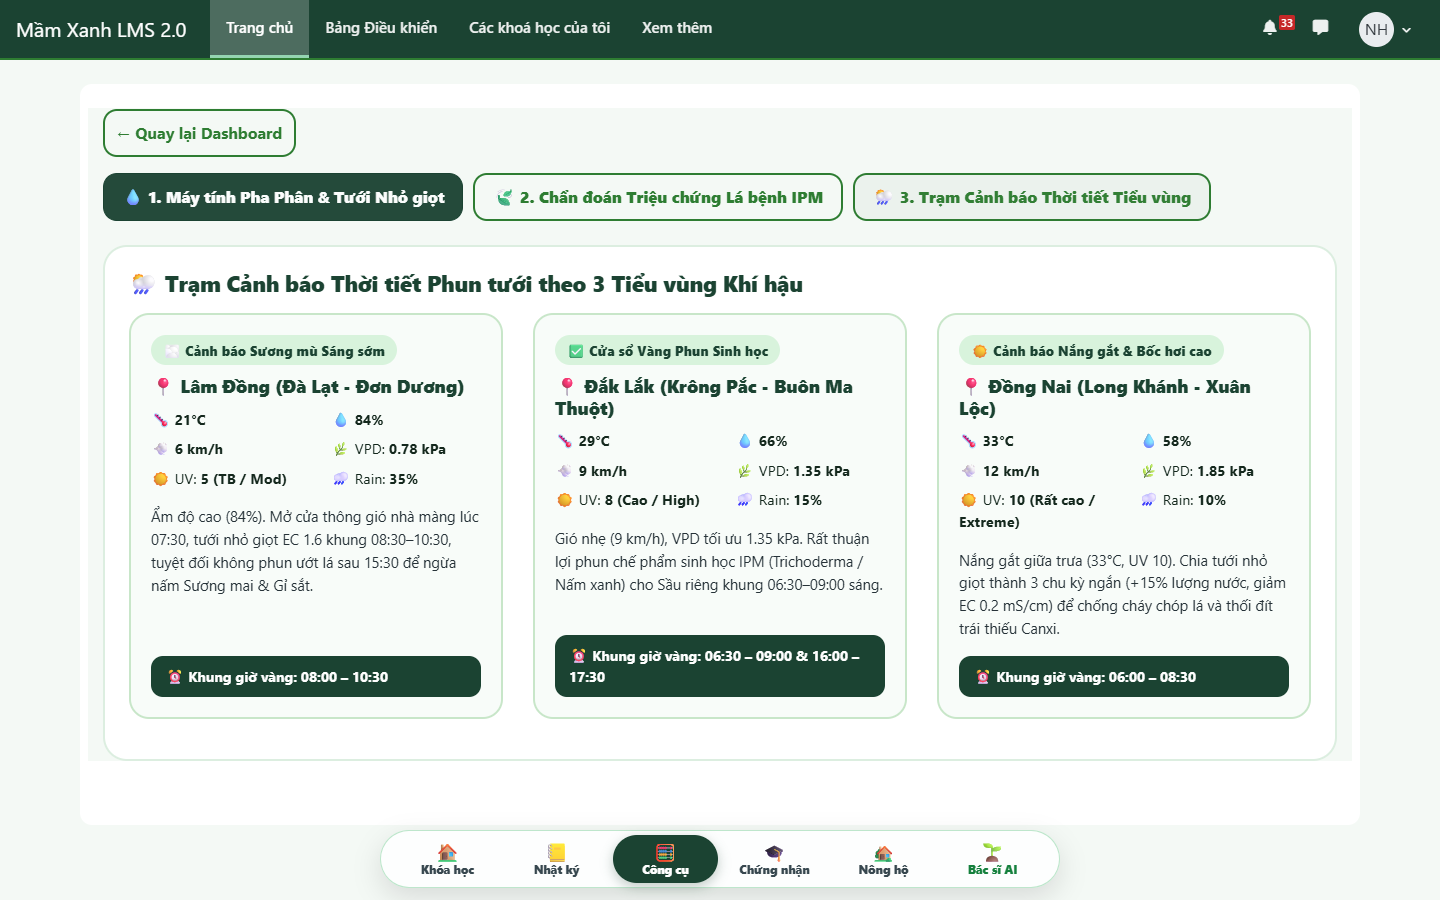 Mầm Xanh LMS 2.0
Trang chủ
Bảng Điều khiển
Các khoá học của tôi
Xem thêm
33
NH
← Quay lại Dashboard
1. Máy tính Pha Phân & Tưới Nhỏ giọt
2. Chẩn đoán Triệu chứng Lá bệnh IPM
3. Trạm Cảnh báo Thời tiết Tiểu vùng
Trạm Cảnh báo Thời tiết Phun tưới theo 3 Tiểu vùng Khí hậu
Cảnh báo Sương mù Sáng sớm
Lâm Đồng (Đà Lạt - Đơn Dương)
21°C
84%
6 km/h
VPD: 0.78 kPa
UV: 5 (TB / Mod)
Rain: 35%
Ẩm độ cao (84%). Mở cửa thông gió nhà màng lúc
07:30, tưới nhỏ giọt EC 1.6 khung 08:30–10:30,
tuyệt đối không phun ướt lá sau 15:30 để ngừa
nấm Sương mai & Gỉ sắt.
Khung giờ vàng: 08:00 – 10:30
Cửa sổ Vàng Phun Sinh học
Đắk Lắk (Krông Pắc - Buôn Ma
Thuột)
29°C
66%
9 km/h
VPD: 1.35 kPa
UV: 8 (Cao / High)
Rain: 15%
Gió nhẹ (9 km/h), VPD tối ưu 1.35 kPa. Rất thuận
lợi phun chế phẩm sinh học IPM (Trichoderma /
Nấm xanh) cho Sầu riêng khung 06:30–09:00 sáng.
Khung giờ vàng: 06:30 – 09:00 & 16:00 –
17:30
Cảnh báo Nắng gắt & Bốc hơi cao
Đồng Nai (Long Khánh - Xuân
Lộc)
33°C
58%
12 km/h
VPD: 1.85 kPa
UV: 10 (Rất cao /
Extreme)
Rain: 10%
Nắng gắt giữa trưa (33°C, UV 10). Chia tưới nhỏ
giọt thành 3 chu kỳ ngắn (+15% lượng nước, giảm
EC 0.2 mS/cm) để chống cháy chóp lá và thối đít
trái thiếu Canxi.
Khung giờ vàng: 06:00 – 08:30
Khóa học
Nhật ký
Công cụ
Chứng nhận
Nông hộ
Bác sĩ AI